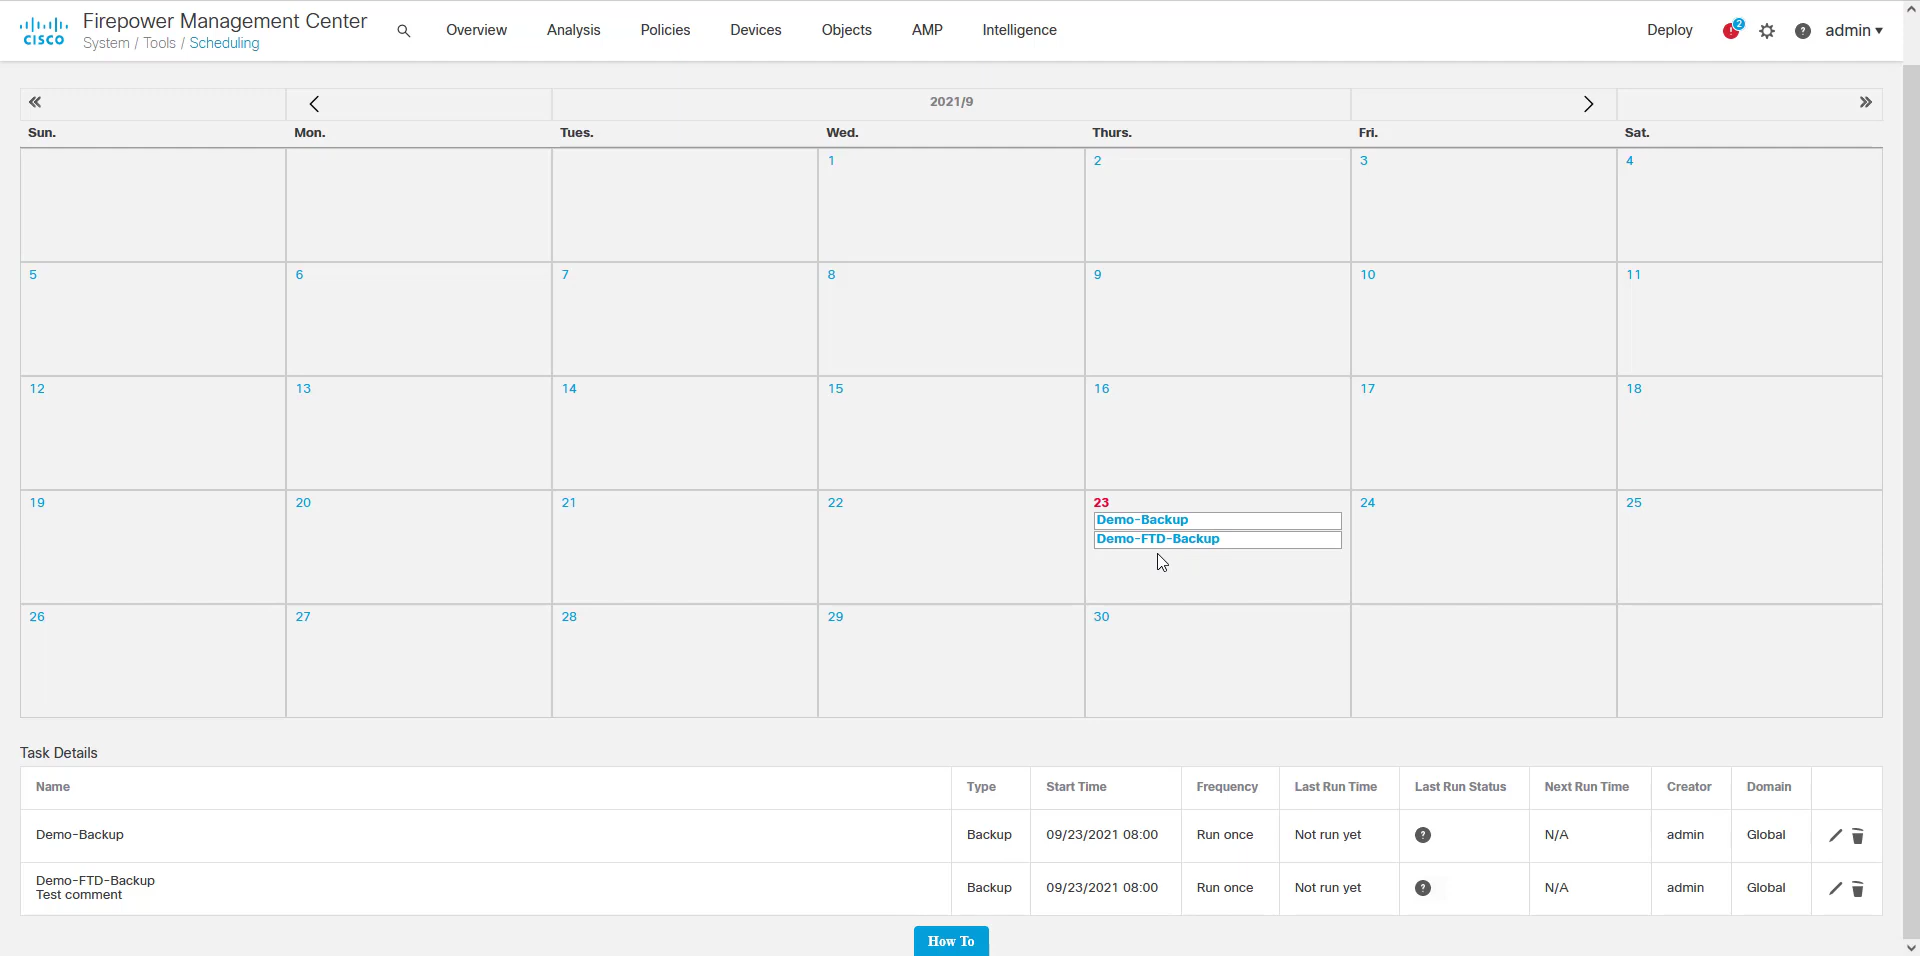 Firepower Management Center
CISCO
System / Tools / Scheduling
Overview
Analysis
Policies
Devices
Objects
AMP
Intelligence
Deploy
! 2
?
admin
2021/9
Sun. Mon. Tues. Wed. Thurs. Fri. Sat.
1 2 3 4
5 6 7 8 9 10 11
12 13 14 15 16 17 18
19 20 21 22 23 24 25
Demo-Backup
Demo-FTD-Backup
26 27 28 29 30
Task Details
Name Type Start Time Frequency Last Run Time Last Run Status Next Run Time Creator Domain
Demo-Backup Backup 09/23/2021 08:00 Run once Not run yet ? N/A admin Global
Demo-FTD-Backup
Test comment
Backup 09/23/2021 08:00 Run once Not run yet ? N/A admin Global
How To